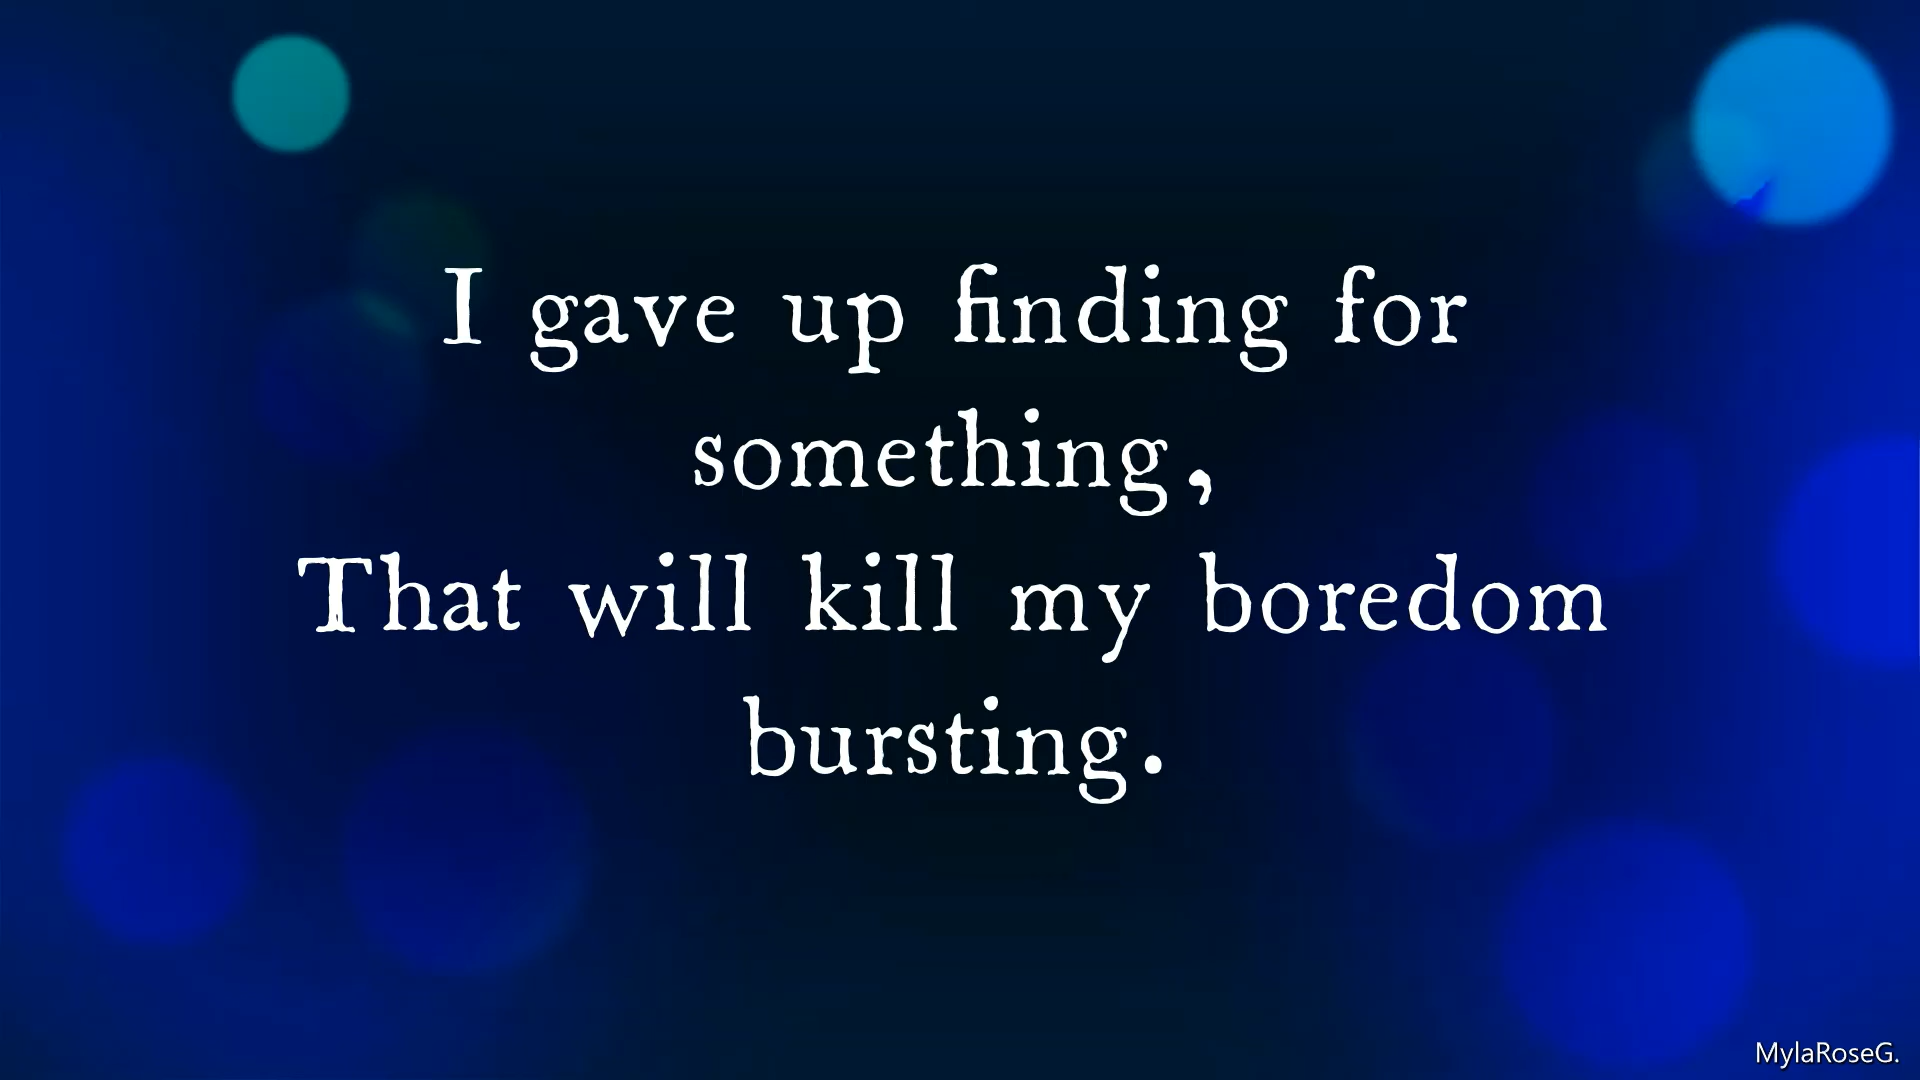 I gave up finding for
something,
That will kill my boredom
bursting.
MylaRoseG.